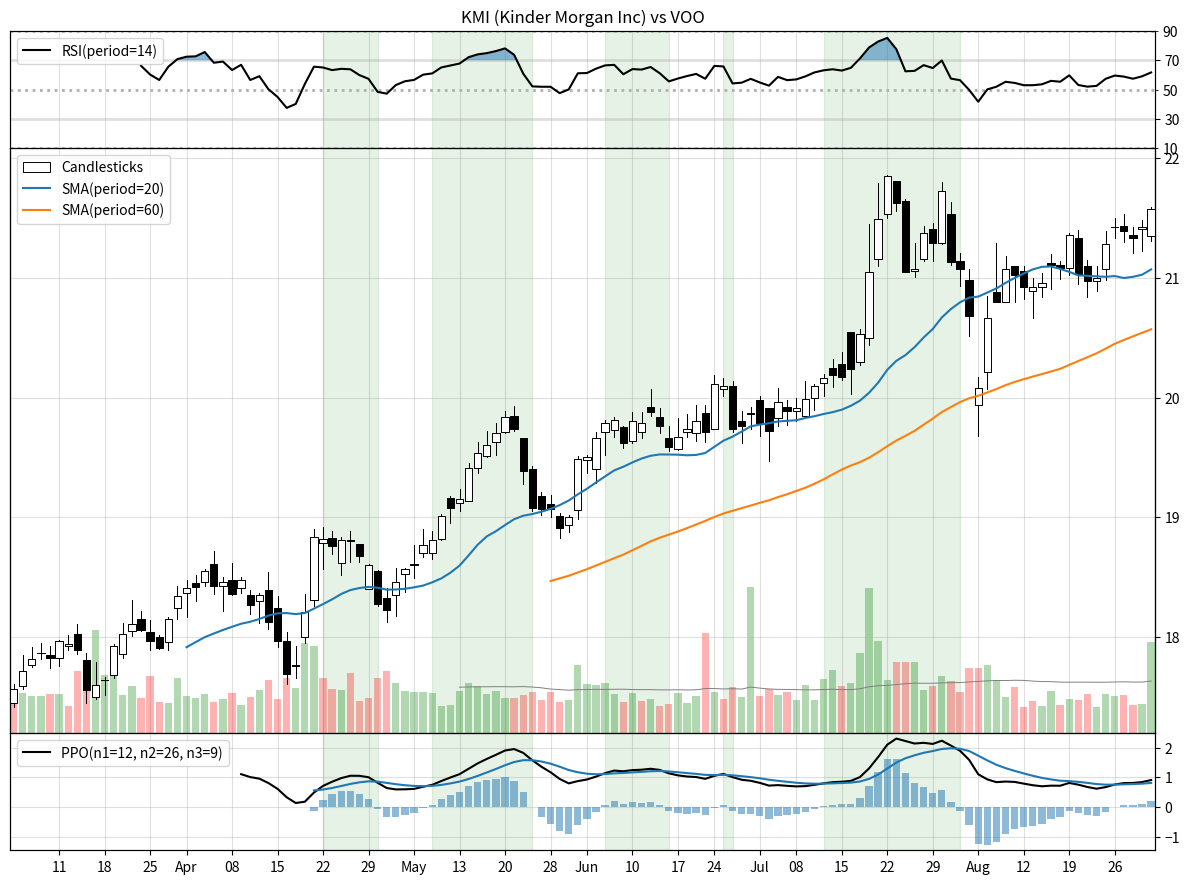 KMI (Kinder Morgan Inc) vs VOO
RSI(period=14)
90
70
50
30
10
Candlesticks
SMA(period=20)
SMA(period=60)
22
21
20
19
18
PPO(n1=12, n2=26, n3=9)
2
1
0
−1
11 18 25 Apr 08 15 22 29 May 13 20 28 Jun 10 17 24 Jul 08 15 22 29 Aug 12 19 26